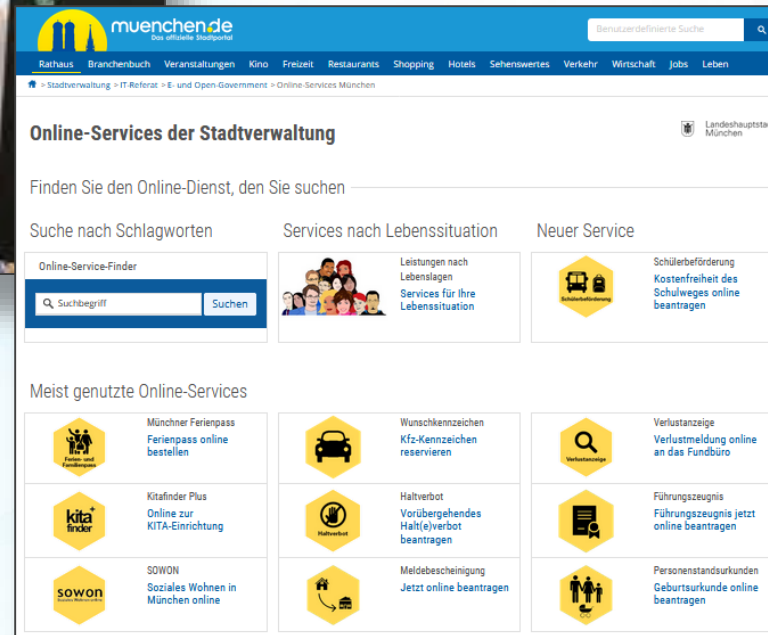 muenchen.de
Das offizielle Stadtportal
Benutzerdefinierte Suche
Rathaus Branchenbuch Veranstaltungen Kino Freizeit Restaurants Shopping Hotels Sehenswertes Verkehr Wirtschaft Jobs Leben
> Stadtverwaltung > IT-Referat > E- und Open-Government > Online-Services München
Online-Services der Stadtverwaltung
München
Finden Sie den Online-Dienst, den Sie suchen
Suche nach Schlagworten
Online-Service-Finder
Suchbegriff
Suchen
Services nach Lebenssituation
Leistungen nach
Lebenslagen
Services für Ihre
Lebenssituation
Neuer Service
Schülerbeförderung
Schülerbeförderung
Kostenfreiheit des
Schulweges online
beantragen
Meist genutzte Online-Services
Ferien- und
Familienpass
Münchner Ferienpass
Ferienpass online
bestellen
Wunschkennzeichen
Kfz-Kennzeichen
reservieren
Verlustanzeige
Verlustanzeige
Verlustmeldung online
an das Fundbüro
kita+
finder
Kitafinder Plus
Online zur
KITA-Einrichtung
Haltverbot
Haltverbot
Vorübergehendes
Halt(e)verbot
beantragen
Führungszeugnis
Führungszeugnis jetzt
online beantragen
sowon
SOWON
Soziales Wohnen in
München online
Meldebescheinigung
Jetzt online beantragen
Personenstandsurkunden
Geburtsurkunde online
beantragen